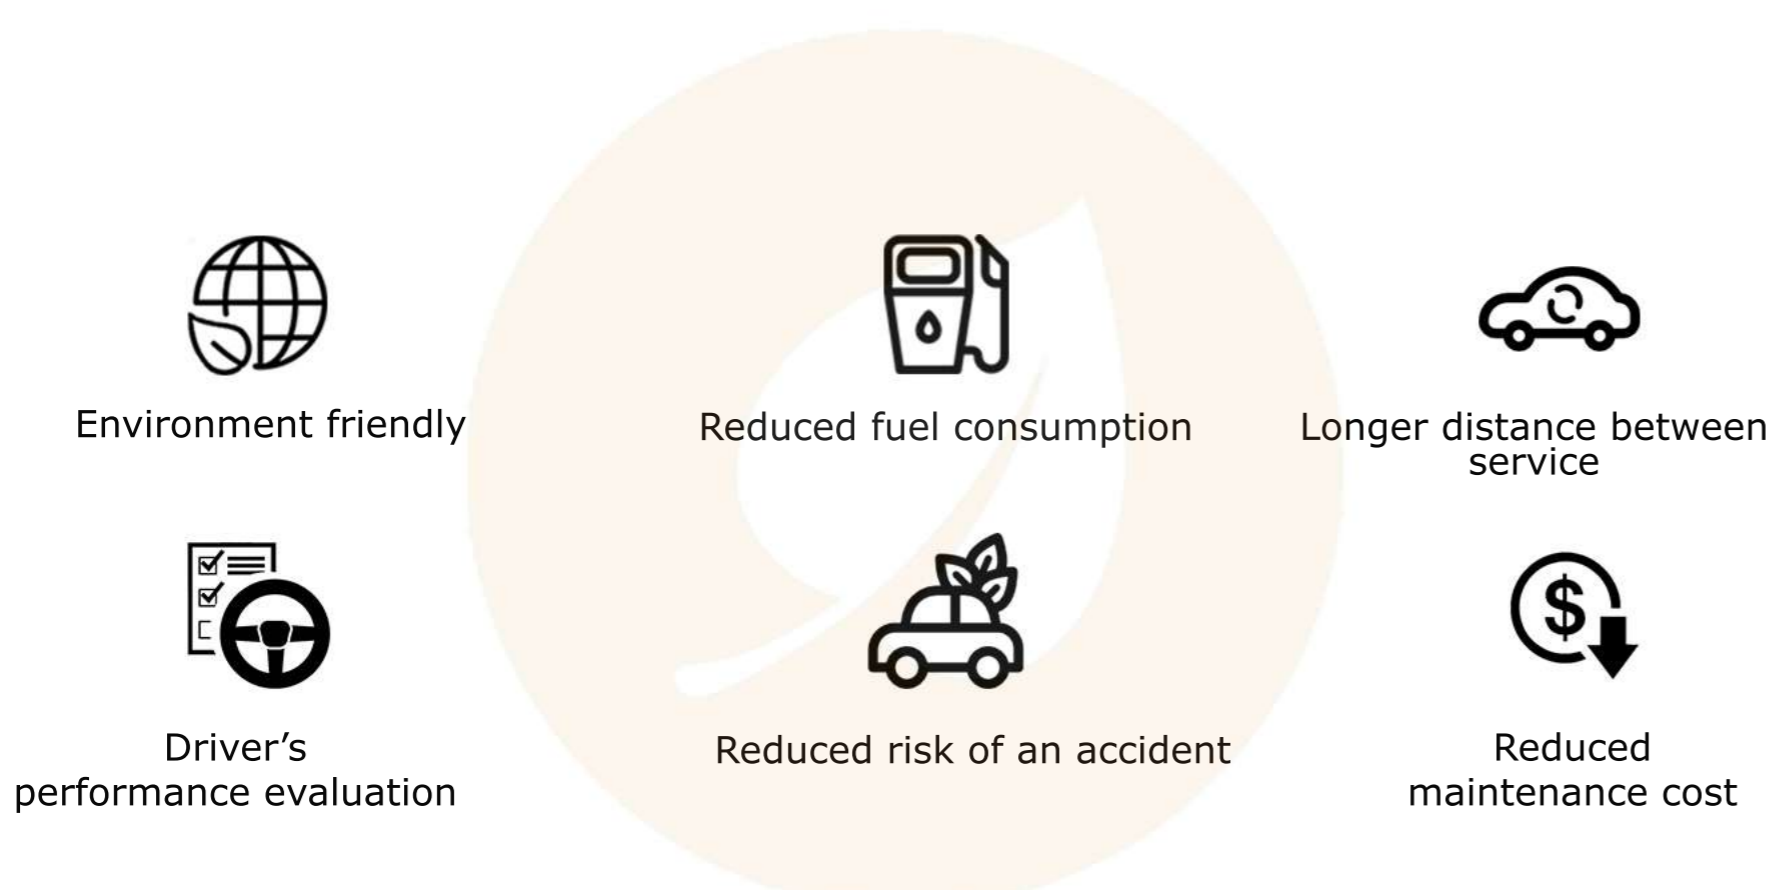 Environment friendly
Reduced fuel consumption
Longer distance between
service
$
Driver’s
performance evaluation
Reduced risk of an accident
Reduced
maintenance cost